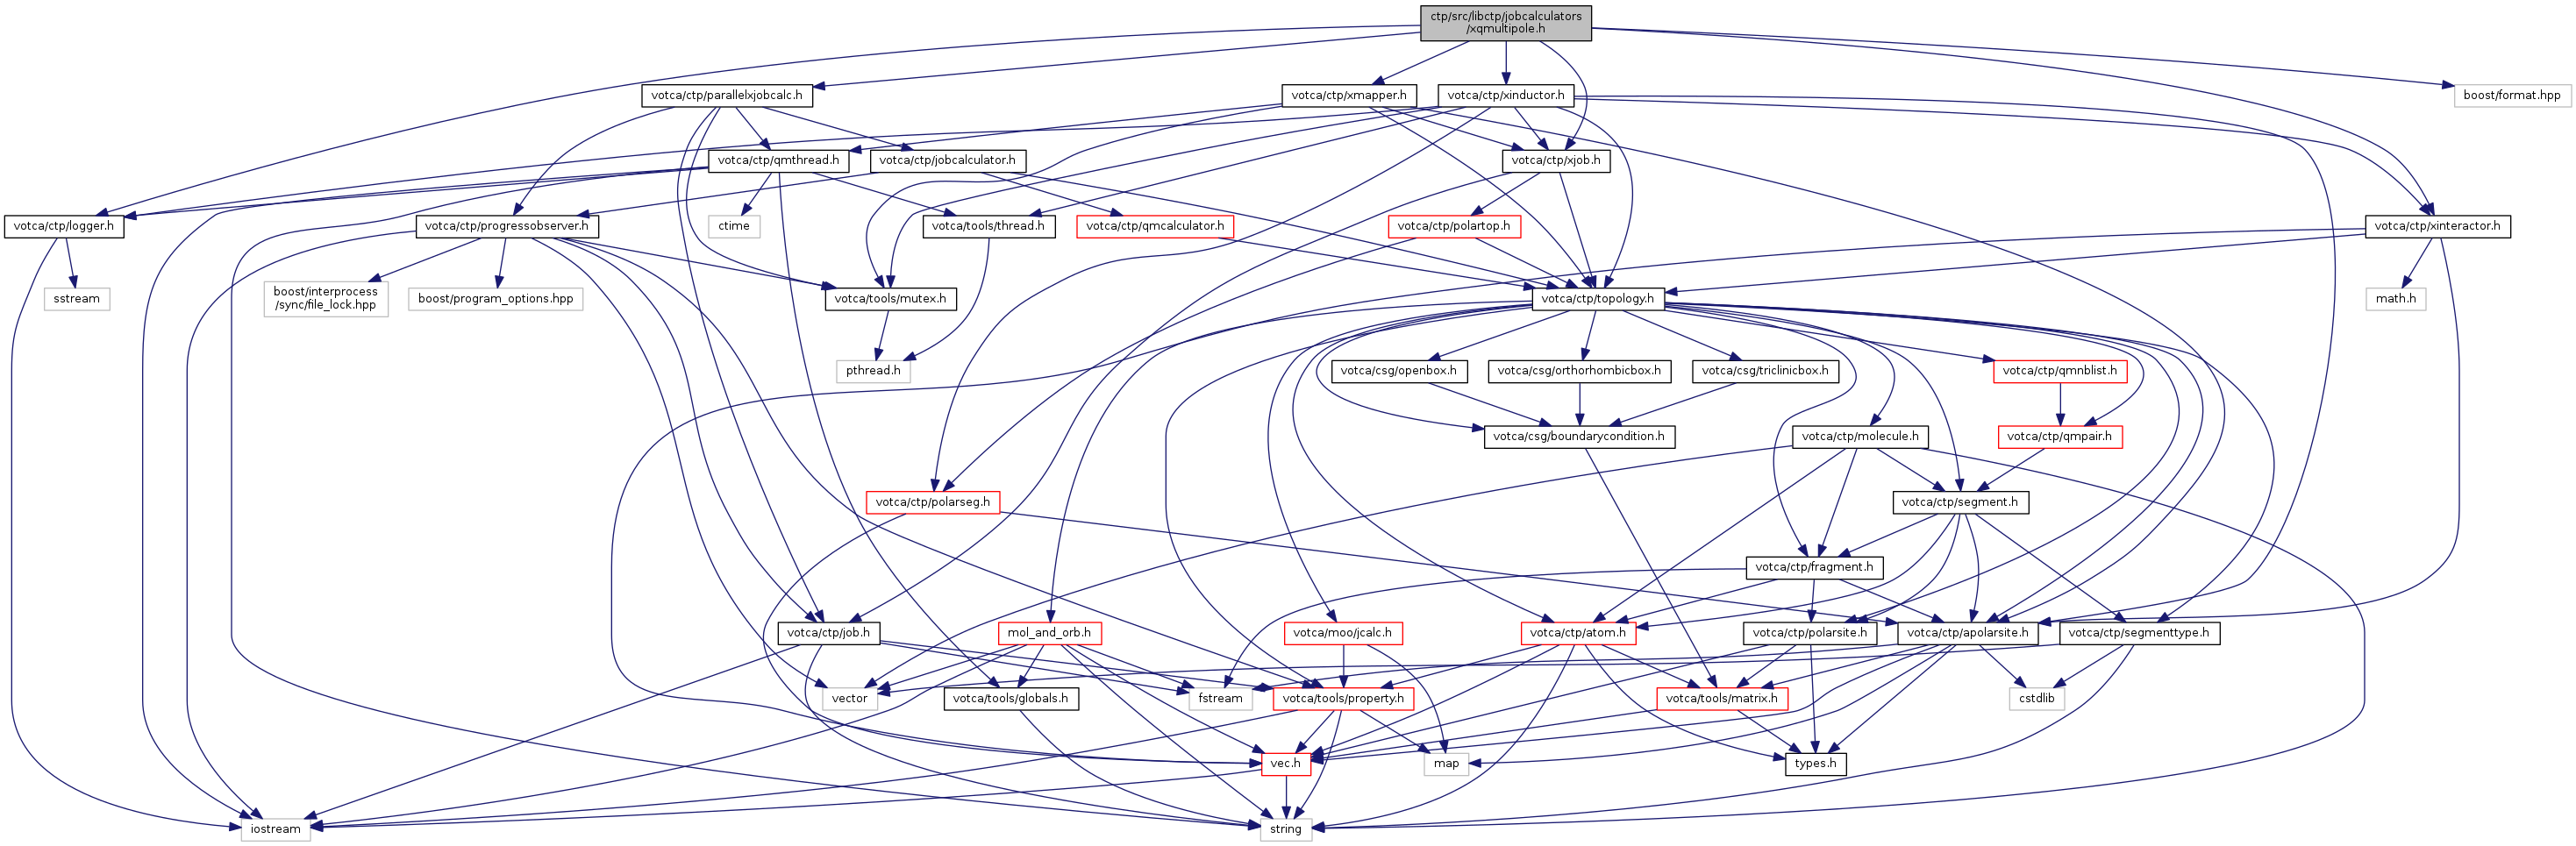 ctp/src/libctp/jobcalculators
/xqmultipole.h
votca/ctp/parallelxjobcalc.h
votca/ctp/xmapper.h
votca/ctp/xinductor.h
boost/format.hpp
votca/ctp/qmthread.h
votca/ctp/jobcalculator.h
votca/ctp/xjob.h
votca/ctp/logger.h
votca/ctp/progressobserver.h
ctime
votca/tools/thread.h
votca/ctp/qmcalculator.h
votca/ctp/polartop.h
votca/ctp/xinteractor.h
sstream
boost/interprocess
/sync/file_lock.hpp
boost/program_options.hpp
votca/tools/mutex.h
votca/ctp/topology.h
math.h
pthread.h
votca/csg/openbox.h
votca/csg/orthorhombicbox.h
votca/csg/triclinicbox.h
votca/ctp/qmnblist.h
votca/csg/boundarycondition.h
votca/ctp/molecule.h
votca/ctp/qmpair.h
votca/ctp/polarseg.h
votca/ctp/segment.h
votca/ctp/fragment.h
votca/ctp/job.h
mol_and_orb.h
votca/moo/jcalc.h
votca/ctp/atom.h
votca/ctp/polarsite.h
votca/ctp/apolarsite.h
votca/ctp/segmenttype.h
vector
votca/tools/globals.h
fstream
votca/tools/property.h
votca/tools/matrix.h
cstdlib
vec.h
map
types.h
iostream
string